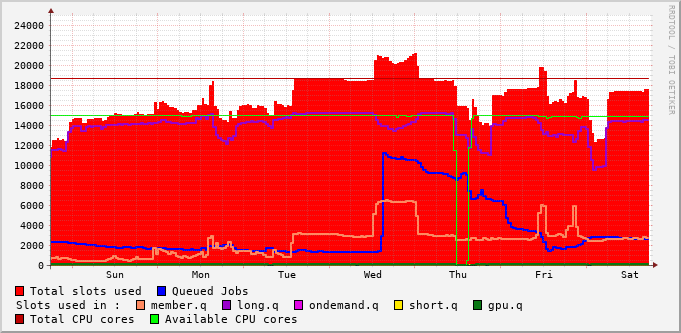 RRDTOOL / TOBI OETIKER
24000
22000
20000
18000
16000
14000
12000
10000
8000
6000
4000
2000
0
Sun Mon Tue Wed Thu Fri Sat
Total slots used Queued Jobs
Slots used in : member.q long.q ondemand.q short.q gpu.q
Total CPU cores Available CPU cores